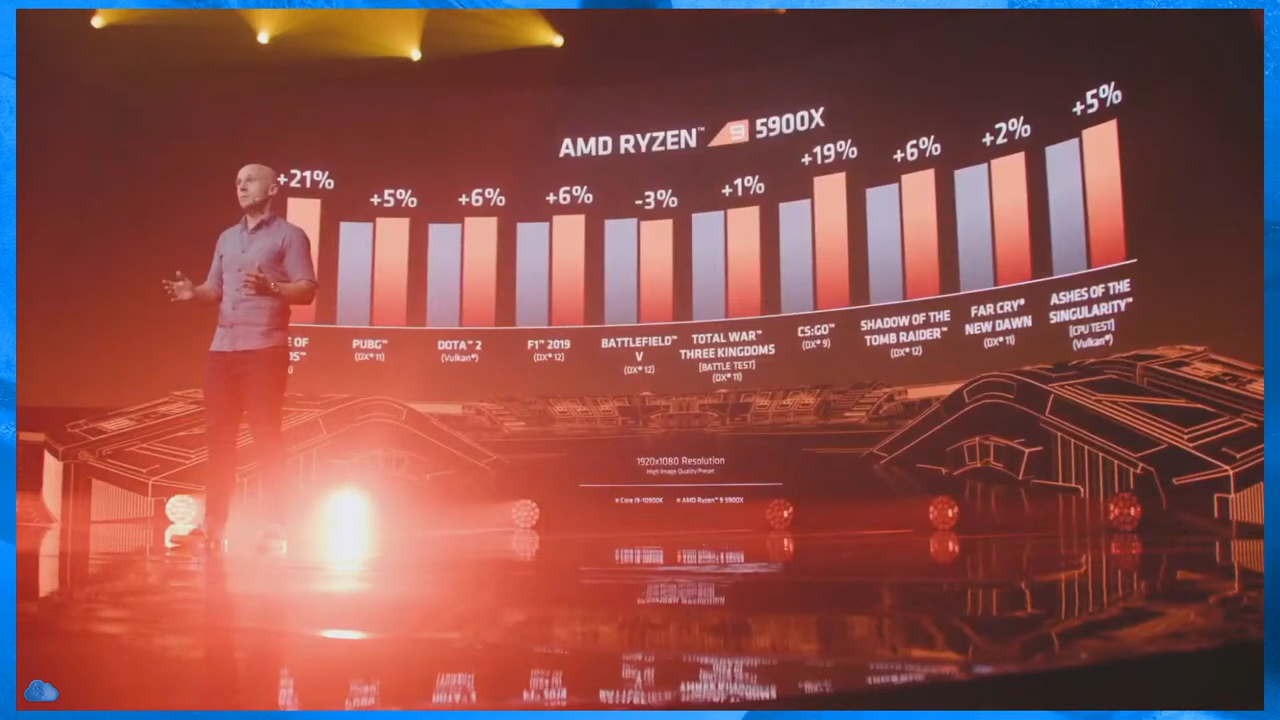 AMD RYZEN™ 9 5900X
+21%
+5%
+6%
+6%
-3%
+1%
+19%
+6%
+2%
+5%
E OF
PUBG™
(DX® 11)
DOTA™ 2
(Vulkan®)
F1™ 2019
(DX® 12)
BATTLEFIELD™
V
(DX® 12)
TOTAL WAR™
THREE KINGDOMS
[BATTLE TEST]
(DX® 11)
CS:GO™
(DX® 9)
SHADOW OF THE
TOMB RAIDER™
(DX® 12)
FAR CRY®
NEW DAWN
(DX® 11)
ASHES OF THE
SINGULARITY™
[CPU TEST]
(Vulkan®)
1920x1080 Resolution
High Image Quality Preset
Core i9-10900K AMD Ryzen™ 9 5900X